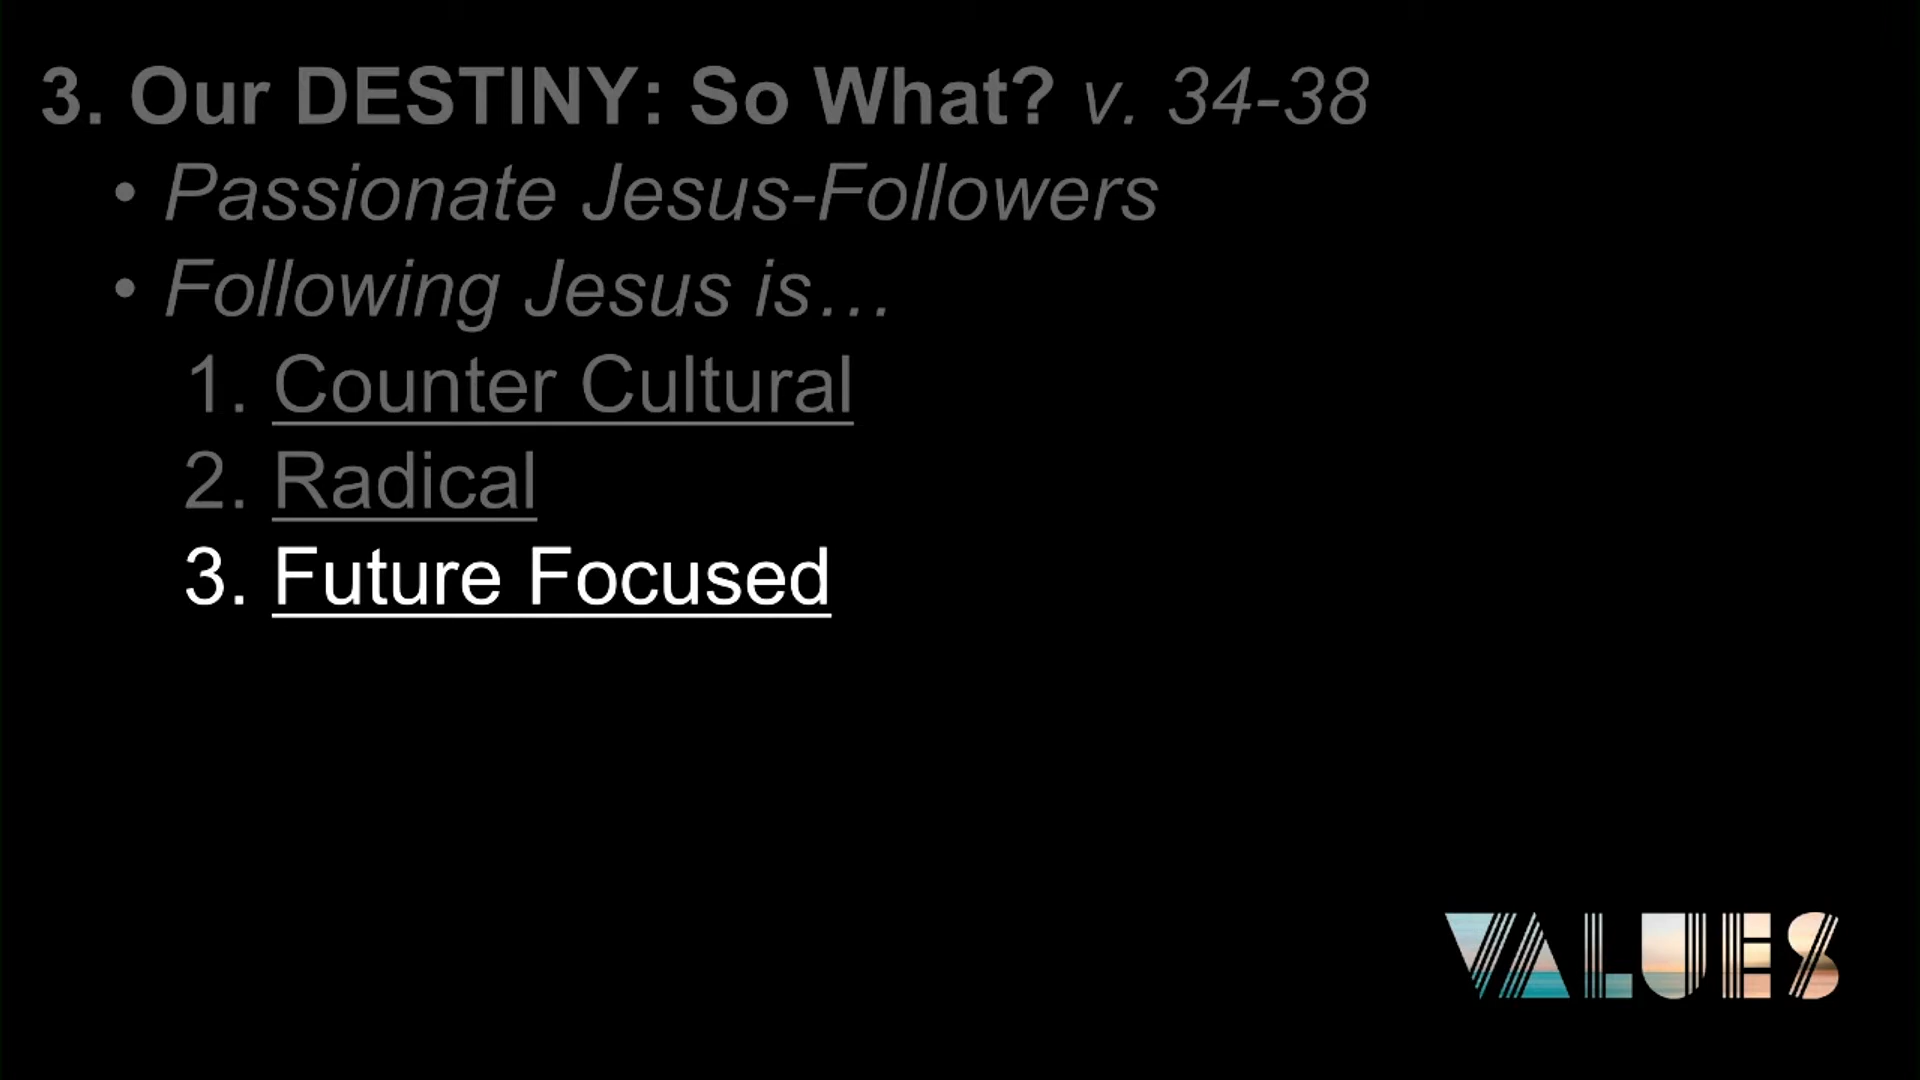 3. Our DESTINY: So What? v. 34-38
• Passionate Jesus-Followers
• Following Jesus is…
1. Counter Cultural
2. Radical
3. Future Focused
VALUES